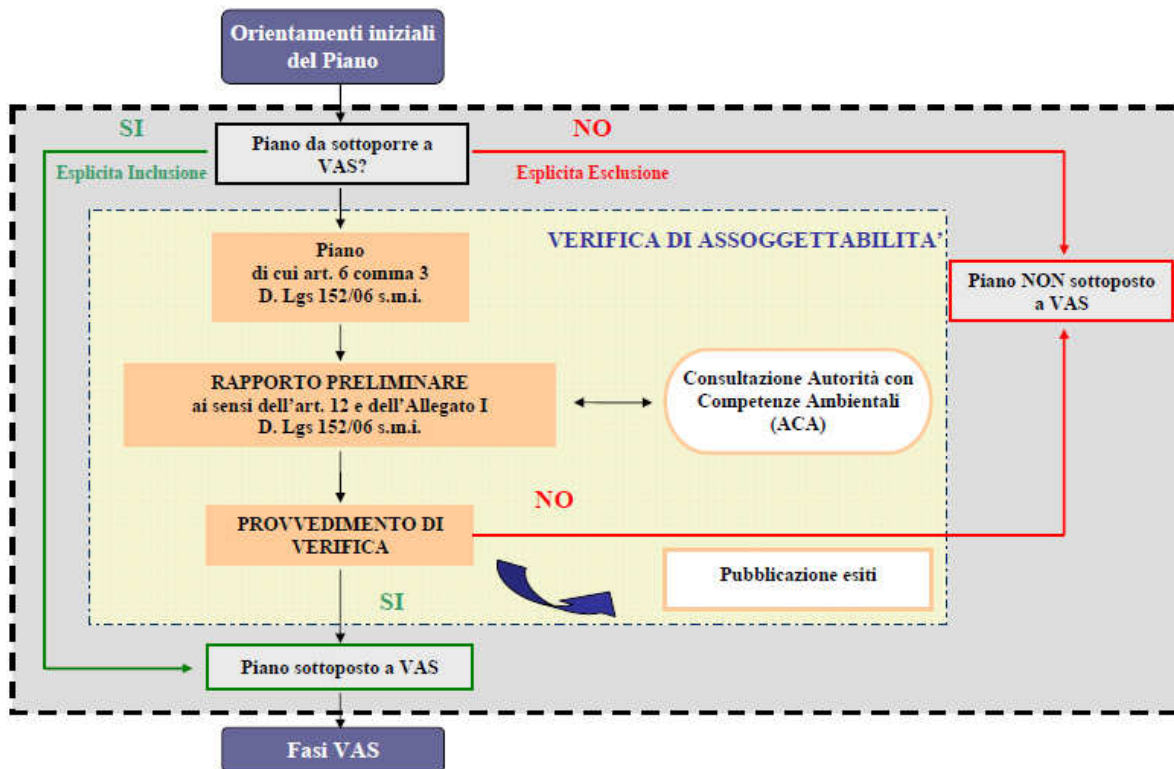 Orientamenti iniziali
del Piano
SI
NO
Piano da sottoporre a
VAS?
Esplicita Inclusione
Esplicita Esclusione
VERIFICA DI ASSOGGETTABILITA’
Piano
di cui art. 6 comma 3
D. Lgs 152/06 s.m.i.
Piano NON sottoposto
a VAS
RAPPORTO PRELIMINARE
ai sensi dell’art. 12 e dell’Allegato I
D. Lgs 152/06 s.m.i.
Consultazione Autorità con
Competenze Ambientali
(ACA)
NO
PROVVEDIMENTO DI
VERIFICA
Pubblicazione esiti
SI
Piano sottoposto a VAS
Fasi VAS